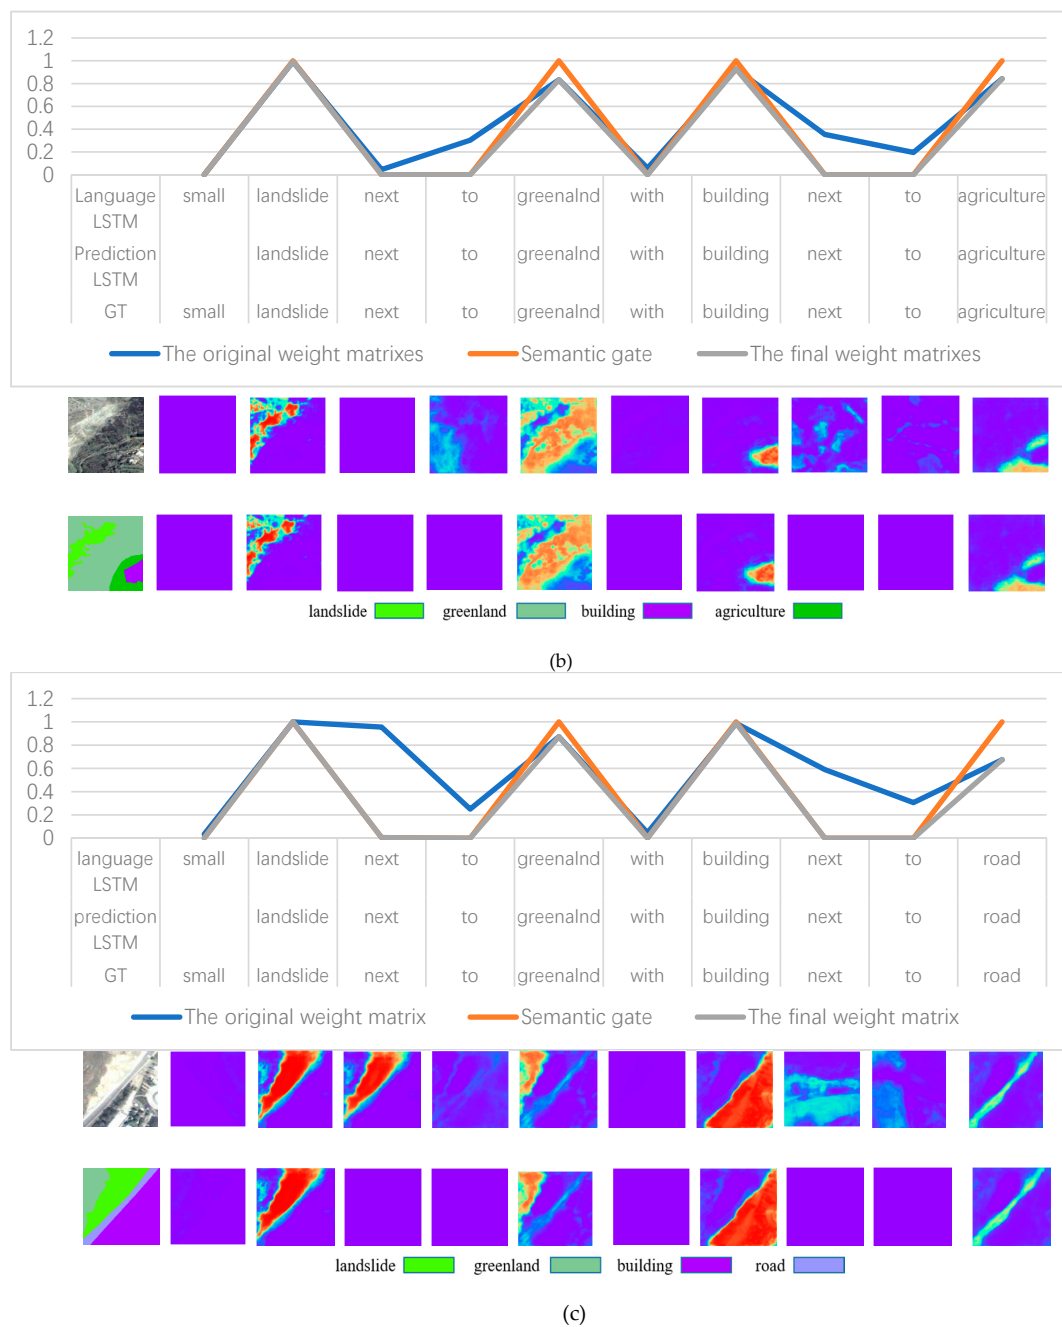 1.2
1
0.8
0.6
0.4
0.2
0
Language LSTM small landslide next to greenalnd with building next to agriculture
Prediction LSTM landslide next to greenalnd with building next to agriculture
GT small landslide next to greenalnd with building next to agriculture
The original weight matrixes Semantic gate The final weight matrixes
landslide greenland building agriculture
(b)
1.2
1
0.8
0.6
0.4
0.2
0
language LSTM small landslide next to greenalnd with building next to road
prediction LSTM landslide next to greenalnd with building next to road
GT small landslide next to greenalnd with building next to road
The original weight matrix Semantic gate The final weight matrix
landslide greenland building road
(c)